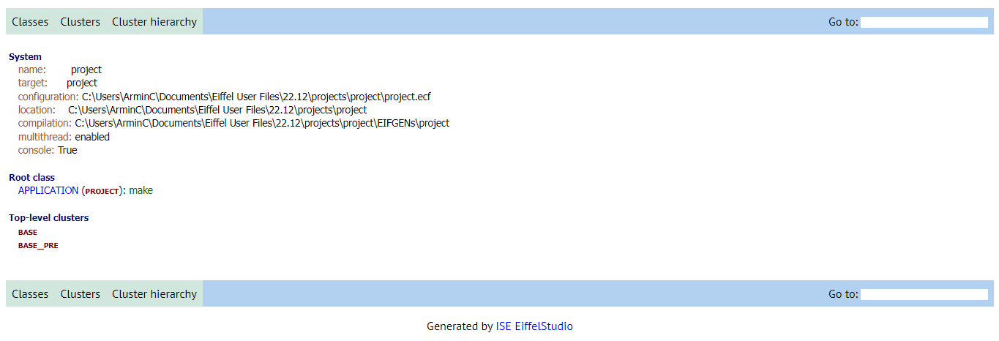 Classes Clusters Cluster hierarchy Go to:
System
name: project
target: project
configuration: C:\Users\ArminC\Documents\Eiffel User Files\22.12\projects\project\project.ecf
location: C:\Users\ArminC\Documents\Eiffel User Files\22.12\projects\project
compilation: C:\Users\ArminC\Documents\Eiffel User Files\22.12\projects\project\EIFGENs\project
multithread: enabled
console: True
Root class
APPLICATION (PROJECT): make
Top-level clusters
BASE
BASE_PRE
Classes Clusters Cluster hierarchy Go to:
Generated by ISE EiffelStudio